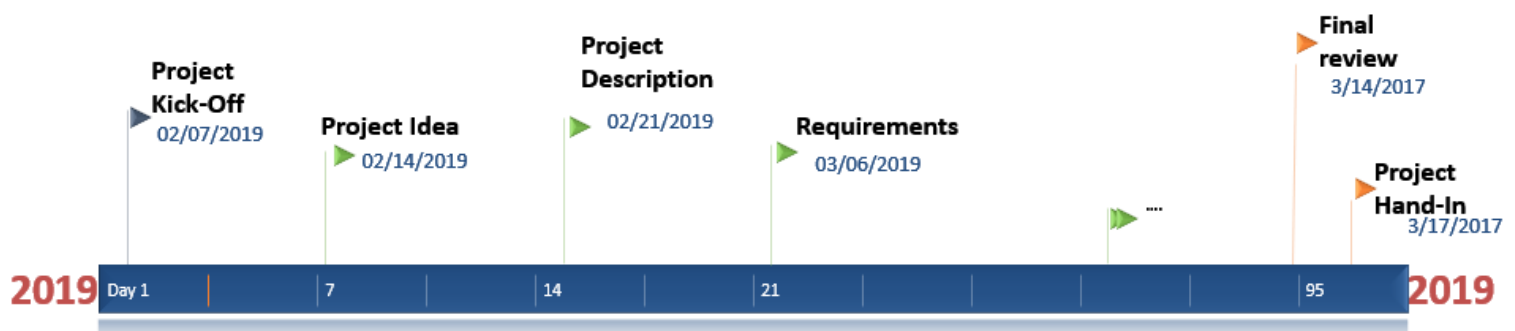 Project
Kick-Off
02/07/2019
Project Idea
02/14/2019
Project
Description
02/21/2019
Requirements
03/06/2019
....
Final
review
3/14/2017
Project
Hand-In
3/17/2017
2019
Day 1
7
14
21
95
2019